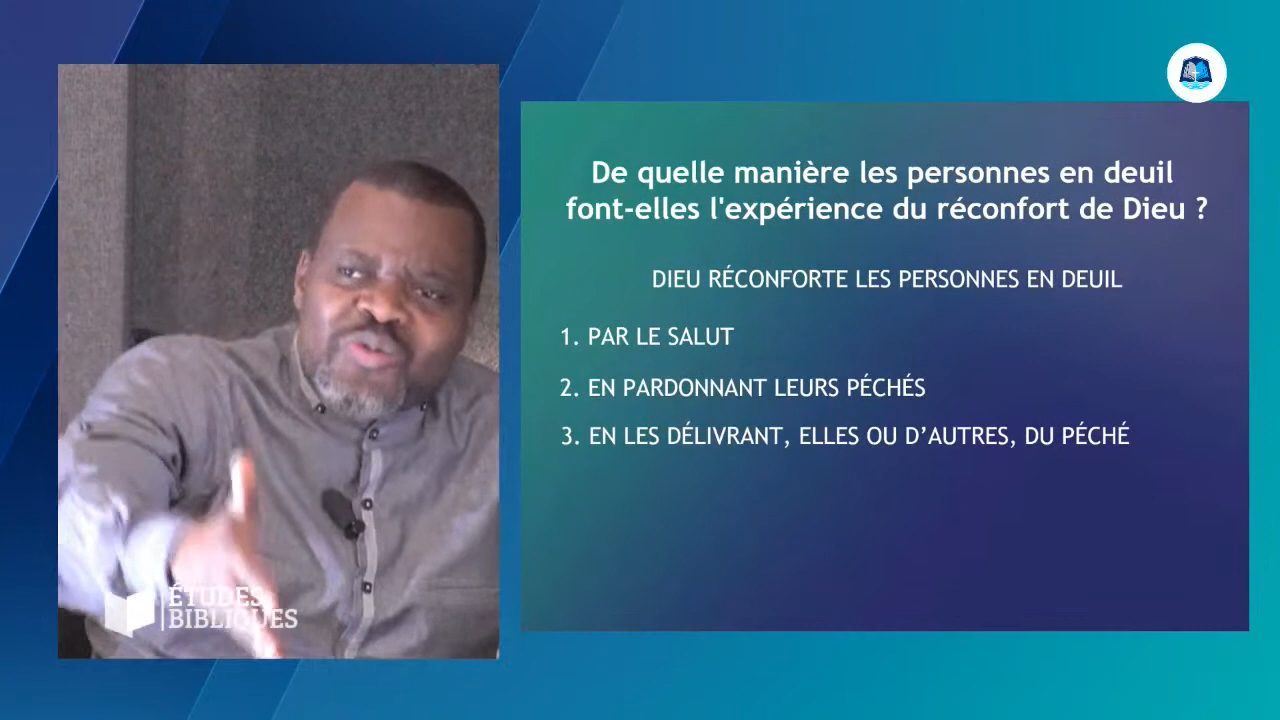 De quelle manière les personnes en deuil
font-elles l'expérience du réconfort de Dieu ?
DIEU RÉCONFORTE LES PERSONNES EN DEUIL
1. PAR LE SALUT
2. EN PARDONNANT LEURS PÉCHÉS
3. EN LES DÉLIVRANT, ELLES OU D’AUTRES, DU PÉCHÉ
ÉTUDES
BIBLIQUES